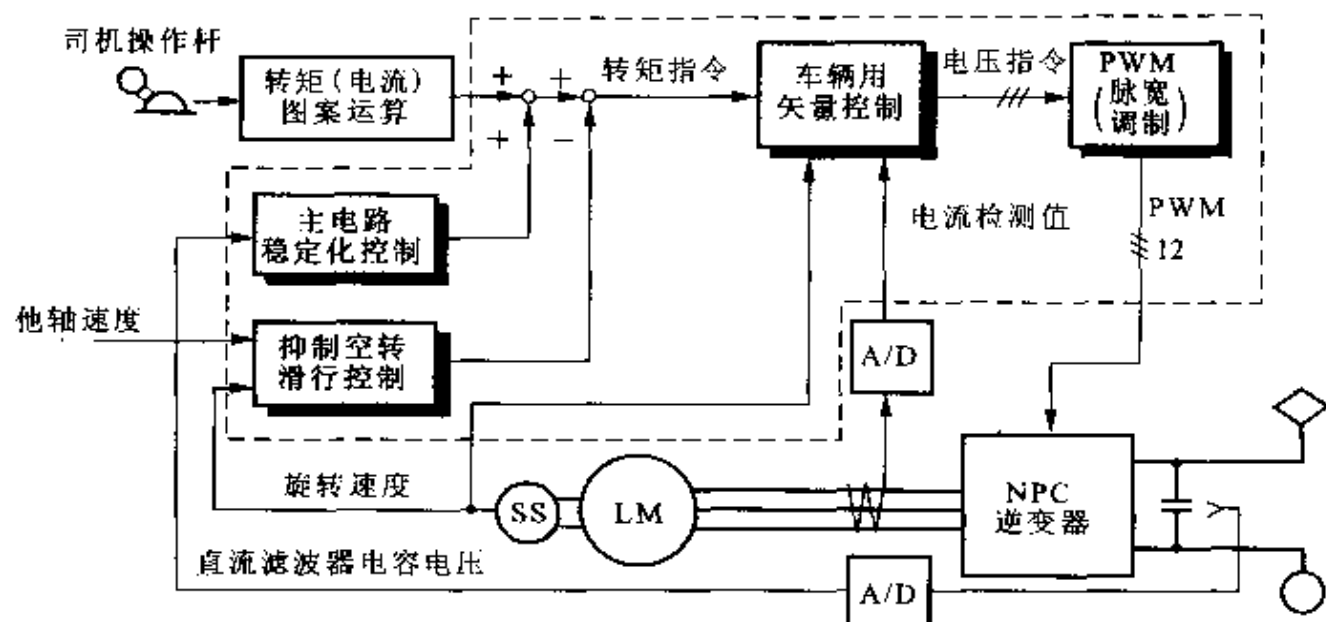 司机操作杆
转矩(电流)
图案运算
+
+
+
−
转矩指令
车辆用
矢量控制
电压指令
PWM
(脉宽
调制)
主电路
稳定化控制
电流检测值
PWM
12
他轴速度
抑制空转
滑行控制
A/D
旋转速度
SS
LM
NPC
逆变器
直流滤波器电容电压
A/D